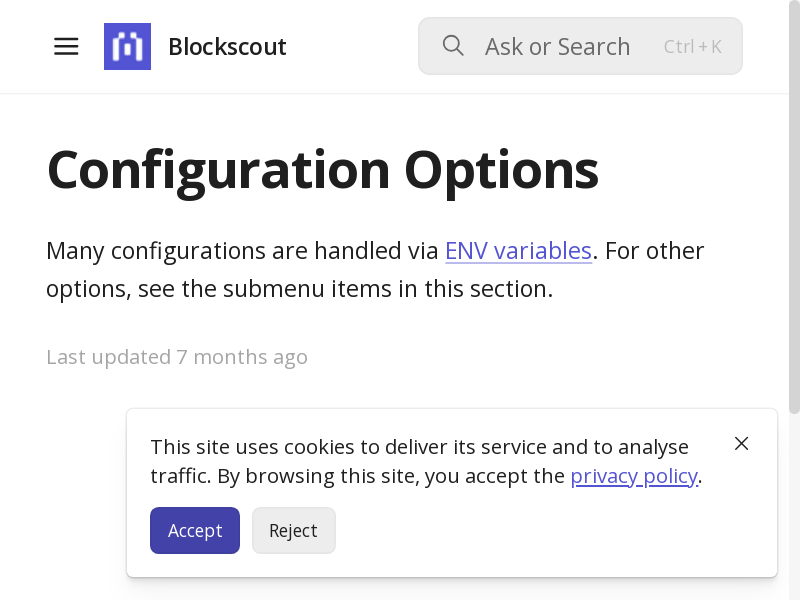 Blockscout
Ask or Search
Ctrl + K
Configuration Options
Many configurations are handled via ENV variables. For other
options, see the submenu items in this section.
Last updated 7 months ago
This site uses cookies to deliver its service and to analyse
traffic. By browsing this site, you accept the privacy policy.
Accept
Reject